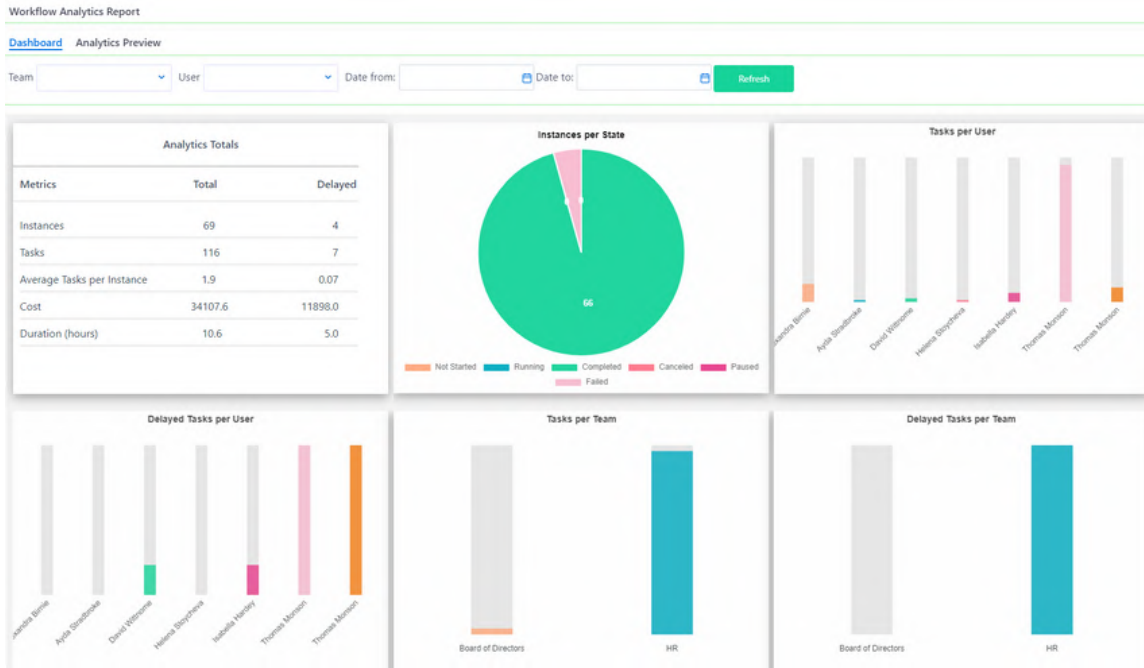 Workflow Analytics Report
Dashboard Analytics Preview
Team User Date from: Date to: Refresh
Analytics Totals
Metrics Total Delayed
Instances 69 4
Tasks 116 7
Average Tasks per Instance 1.9 0.07
Cost 34107.6 11898.0
Duration (hours) 10.6 5.0
Instances per State
66
Not Started Running Completed Canceled Paused
Failed
Tasks per User
Ayda Stradbroke
David Wittnome
Helena Stoycheva
Isabella Hardey
Thomas Monson
Thomas Monson
Delayed Tasks per User
Ayda Stradbroke
David Wittnome
Helena Stoycheva
Isabella Hardey
Thomas Monson
Thomas Monson
Tasks per Team
Board of Directors HR
Delayed Tasks per Team
Board of Directors HR